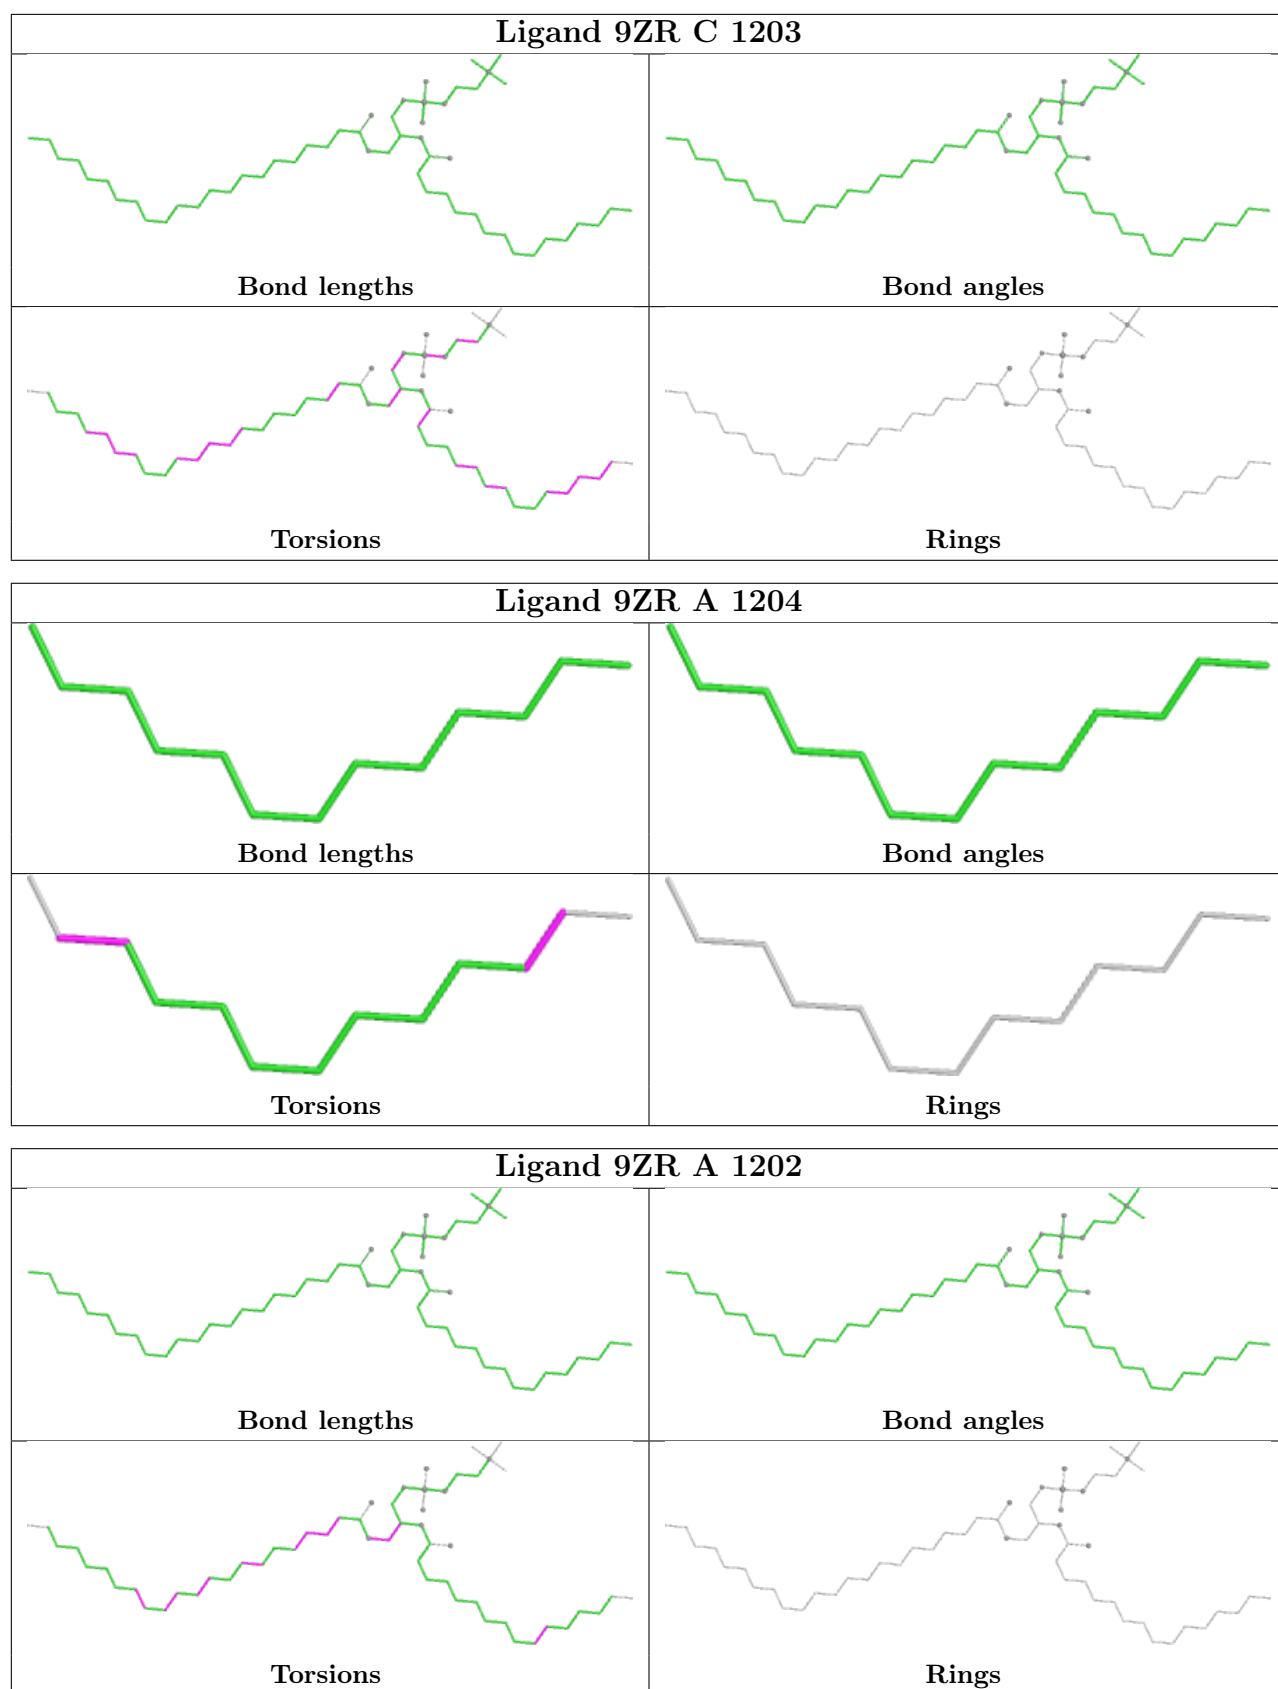 Ligand 9ZR C 1203
Bond lengths
Bond angles
Torsions
Rings
Ligand 9ZR A 1204
Bond lengths
Bond angles
Torsions
Rings
Ligand 9ZR A 1202
Bond lengths
Bond angles
Torsions
Rings